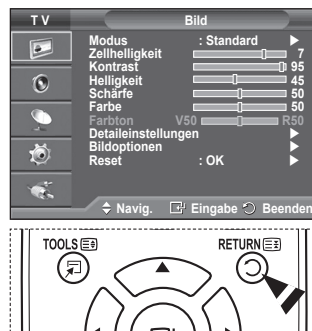 TV Bild
Modus : Standard
Zellhelligkeit 7
Kontrast 95
Helligkeit 45
Schärfe 50
Farbe 50
Farbton V50 R50
Detaileinstellungen
Bildoptionen
Reset : OK
Navig. Eingabe Beenden
TOOLS RETURN